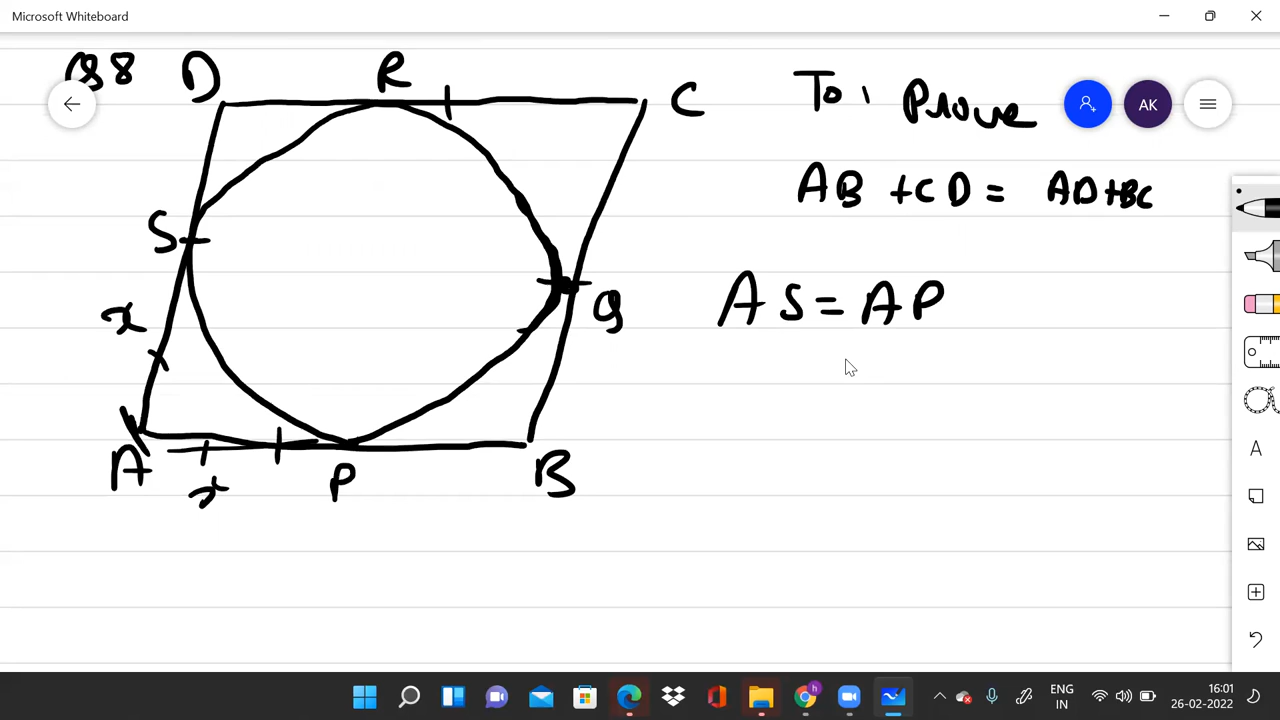 Microsoft Whiteboard
Q8 D R C
To Prove
AK
AB + CD = AD+BC
S
AS = AP
x Q
A x P B
A
ENG
IN
16:01
26-02-2022